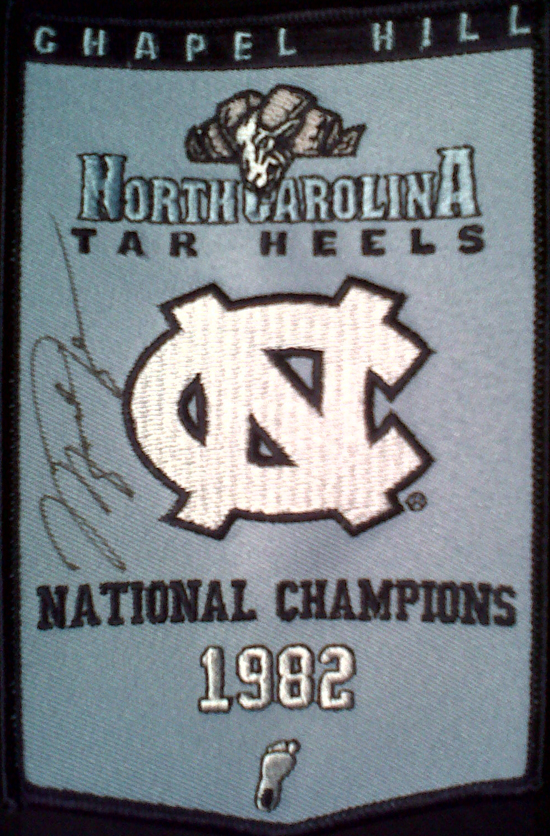 CHAPEL HILL
NORTH CAROLINA
TAR HEELS
NC
®
NATIONAL CHAMPIONS
1982